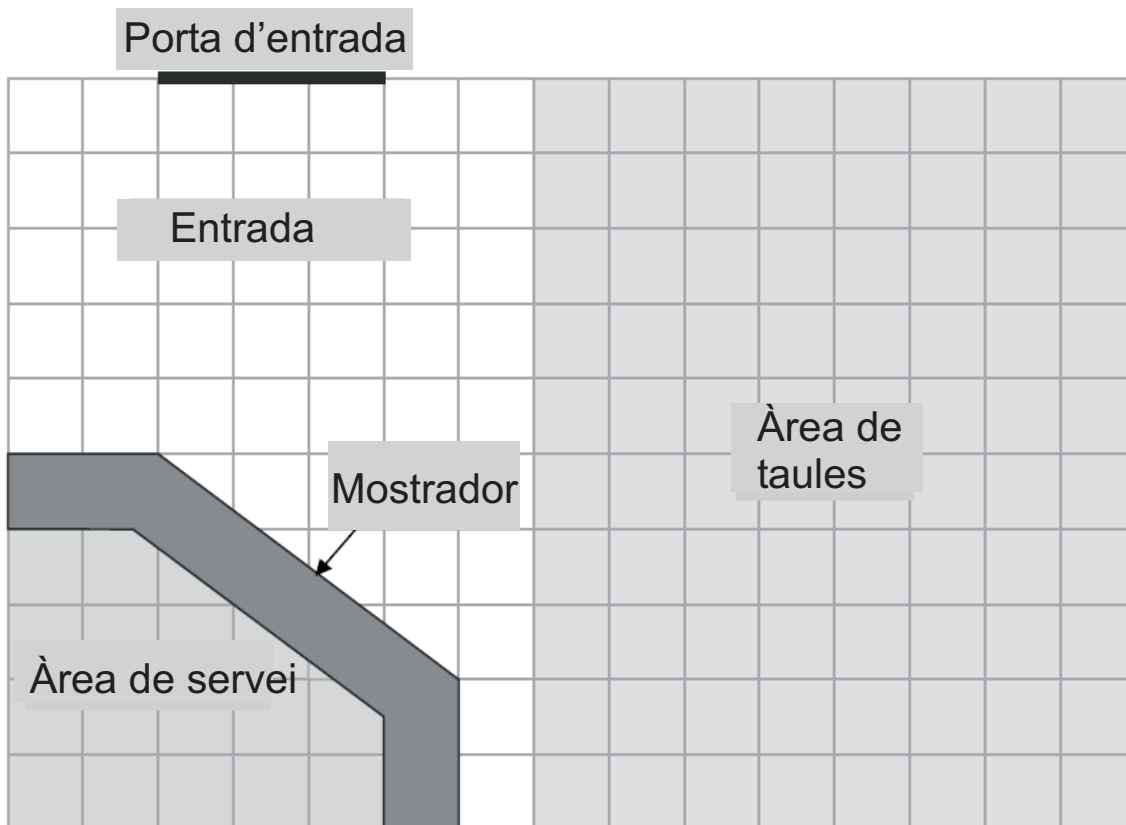 Porta d’entrada
Entrada
Àrea de
taules
Mostrador
Àrea de servei